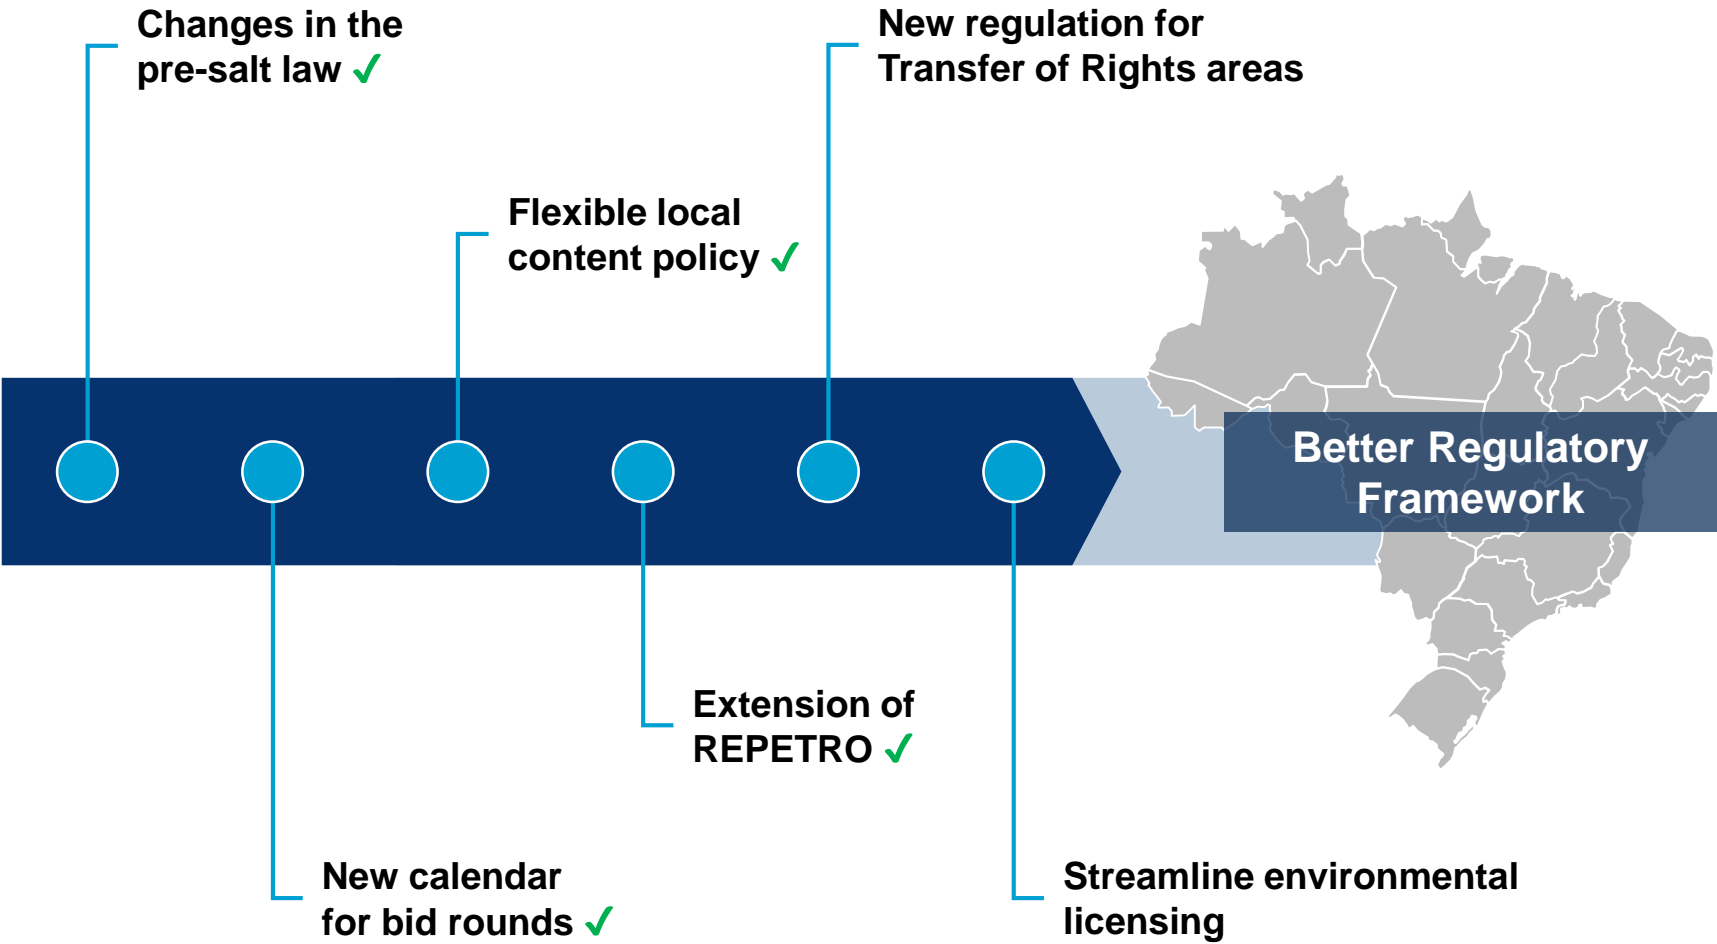 Changes in the
pre-salt law ✓
New regulation for
Transfer of Rights areas
Flexible local
content policy ✓
Better Regulatory
Framework
Extension of
REPETRO ✓
New calendar
for bid rounds ✓
Streamline environmental
licensing